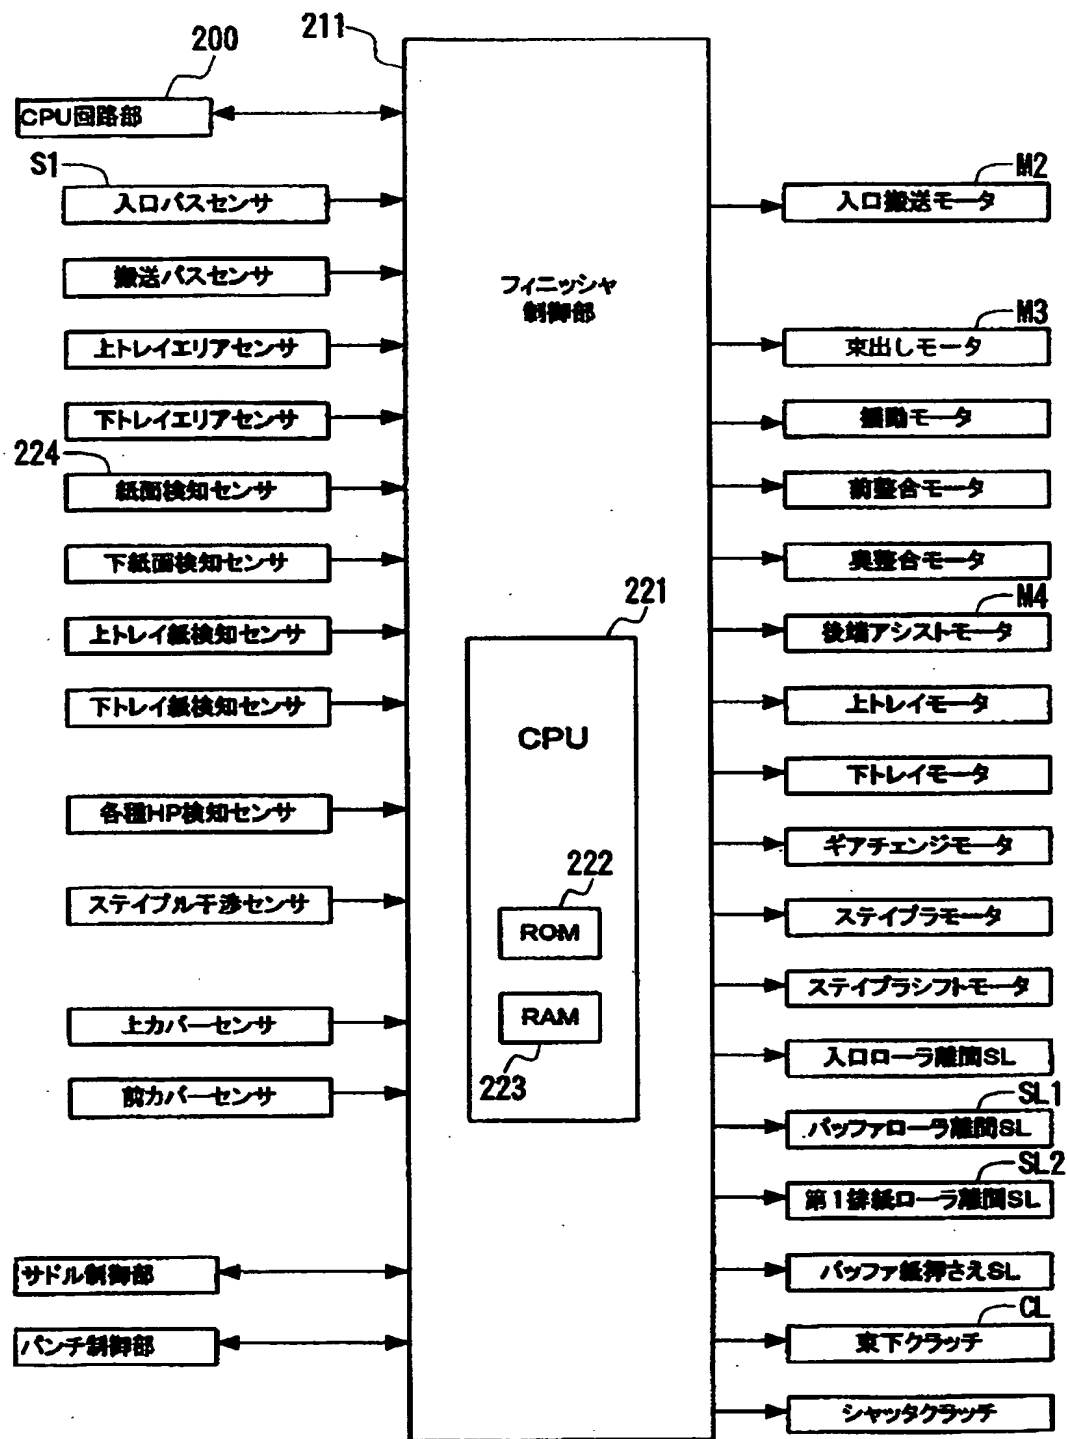 200
CPU回路部
S1
入口パスセンサ
搬送パスセンサ
上トレイエリアセンサ
下トレイエリアセンサ
224
紙面検知センサ
下紙面検知センサ
上トレイ紙検知センサ
下トレイ紙検知センサ
各種HP検知センサ
ステイプル干渉センサ
上カバーセンサ
前カバーセンサ
サドル制御部
パンチ制御部
211
フィニッシャ
制御部
221
CPU
222
ROM
RAM
223
M2
入口搬送モータ
M3
束出しモータ
揺動モータ
前整合モータ
奥整合モータ
M4
後端アシストモータ
上トレイモータ
下トレイモータ
ギアチェンジモータ
ステイプラモータ
ステイプラシフトモータ
入口ローラ離間SL
SL1
バッファローラ離間SL
SL2
第1排紙ローラ離間SL
バッファ紙押さえSL
CL
束下クラッチ
シャッタクラッチ